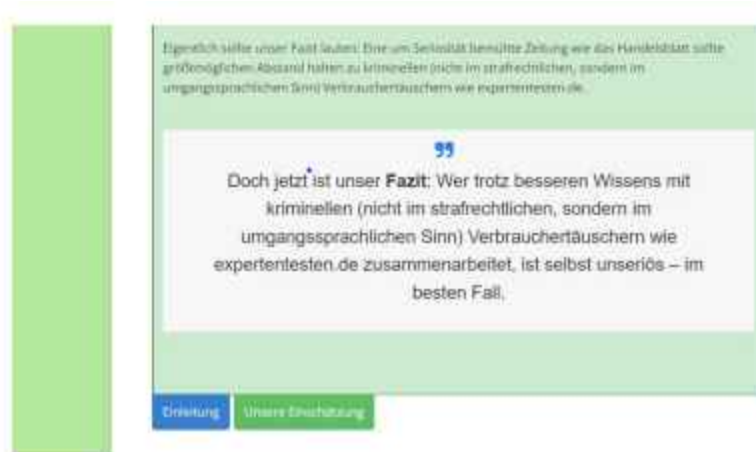 Eigentlich sollte unser Fazit lauten: Eine um Seriosität bemühte Zeitung wie das Handelsblatt sollte
größtmöglichen Abstand halten zu kriminellen (nicht im strafrechtlichen, sondern im
umgangssprachlichen Sinn) Verbrauchertäuschern wie expertentesten.de.
Doch jetzt ist unser Fazit: Wer trotz besseren Wissens mit
kriminellen (nicht im strafrechtlichen, sondern im
umgangssprachlichen Sinn) Verbrauchertäuschern wie
expertentesten.de zusammenarbeitet, ist selbst unseriös – im
besten Fall.
Einleitung
Unsere Einschätzung